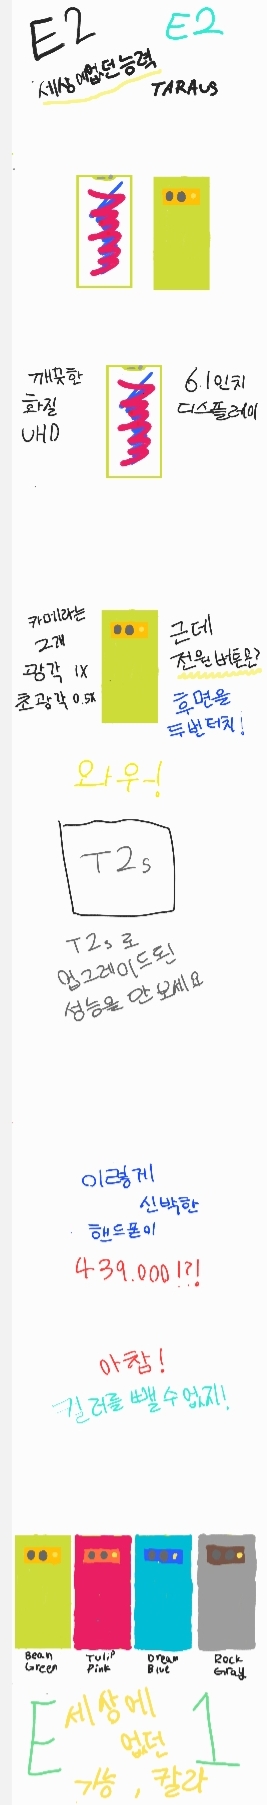 E2
E2
세상에없던능력
TARAUS
깨끗한
화질
UHD
6.1인치
디스플레이
카메라는
2개
광각 1X
초광각 0.5X
근데
전원버튼은?
후면을
두번터치!
와우~!
T2s
T2s로
업그레이드된
성능을 만보세요
이렇게
신박한
핸드폰이
439.000!?!
아참!
컬러를 뺄수없지!
Bean
Green
Tulip
Pink
Dream
Blue
Rock
Gray
E1
세상에
없던
기능, 칼라